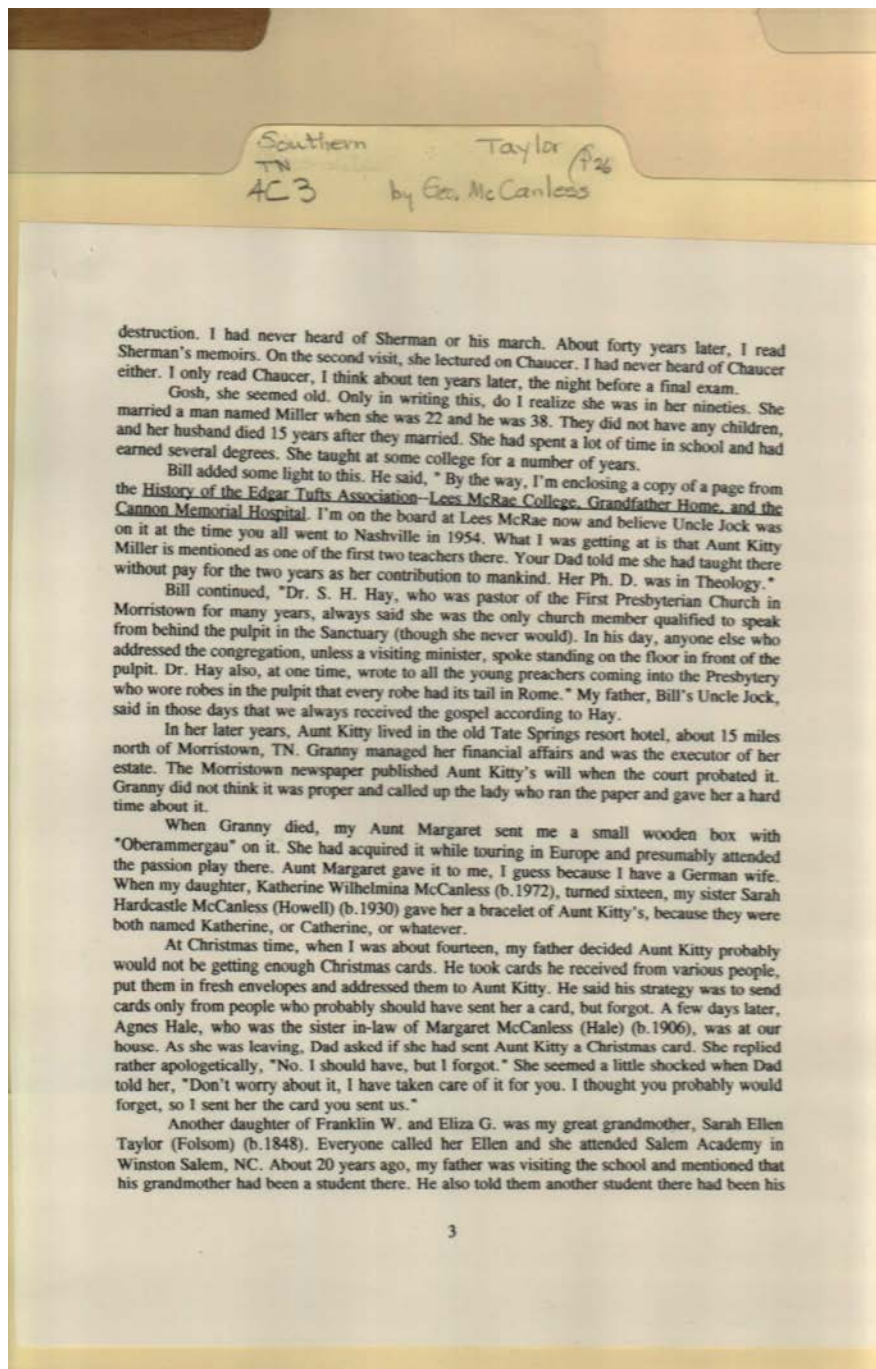 Southern Taylor
TN
4C3 by Geo. McCanless
destruction. I had never heard of Sherman or his march. About forty years later, I read
Sherman's memoirs. On the second visit, she lectured on Chaucer. I had never heard of Chaucer
either. I only read Chaucer, I think about ten years later, the night before a final exam.
Gosh, she seemed old. Only in writing this, do I realize she was in her nineties. She
married a man named Miller when she was 22 and he was 38. They did not have any children,
and her husband died 15 years after they married. She had spent a lot of time in school and had
earned several degrees. She taught at some college for a number of years.
Bill added some light to this. He said, " By the way, I'm enclosing a copy of a page from
the History of the Edgar Tufts Association--Lees McRae College, Grandfather Home, and the
Cannon Memorial Hospital. I'm on the board at Lees McRae now and believe Uncle Jock was
on it at the time you all went to Nashville in 1954. What I was getting at is that Aunt Kitty
Miller is mentioned as one of the first two teachers there. Your Dad told me she had taught there
without pay for the two years as her contribution to mankind. Her Ph. D. was in Theology."
Bill continued, "Dr. S. H. Hay, who was pastor of the First Presbyterian Church in
Morristown for many years, always said she was the only church member qualified to speak
from behind the pulpit in the Sanctuary (though she never would). In his day, anyone else who
addressed the congregation, unless a visiting minister, spoke standing on the floor in front of the
pulpit. Dr. Hay also, at one time, wrote to all the young preachers coming into the Presbytery
who wore robes in the pulpit that every robe had its tail in Rome." My father, Bill's Uncle Jock,
said in those days that we always received the gospel according to Hay.
In her later years, Aunt Kitty lived in the old Tate Springs resort hotel, about 15 miles
north of Morristown, TN. Granny managed her financial affairs and was the executor of her
estate. The Morristown newspaper published Aunt Kitty's will when the court probated it.
Granny did not think it was proper and called up the lady who ran the paper and gave her a hard
time about it.
When Granny died, my Aunt Margaret sent me a small wooden box with
"Oberammergau" on it. She had acquired it while touring in Europe and presumably attended
the passion play there. Aunt Margaret gave it to me, I guess because I have a German wife.
When my daughter, Katherine Wilhelmina McCanless (b.1972), turned sixteen, my sister Sarah
Hardcastle McCanless (Howell) (b.1930) gave her a bracelet of Aunt Kitty's, because they were
both named Katherine, or Catherine, or whatever.
At Christmas time, when I was about fourteen, my father decided Aunt Kitty probably
would not be getting enough Christmas cards. He took cards he received from various people,
put them in fresh envelopes and addressed them to Aunt Kitty. He said his strategy was to send
cards only from people who probably should have sent her a card, but forgot. A few days later,
Agnes Hale, who was the sister in-law of Margaret McCanless (Hale) (b.1906), was at our
house. As she was leaving, Dad asked if she had sent Aunt Kitty a Christmas card. She replied
rather apologetically, "No. I should have, but I forgot." She seemed a little shocked when Dad
told her, "Don't worry about it, I have taken care of it for you. I thought you probably would
forget, so I sent her the card you sent us."
Another daughter of Franklin W. and Eliza G. was my great grandmother, Sarah Ellen
Taylor (Folsom) (b.1848). Everyone called her Ellen and she attended Salem Academy in
Winston Salem, NC. About 20 years ago, my father was visiting the school and mentioned that
his grandmother had been a student there. He also told them another student there had been his
3